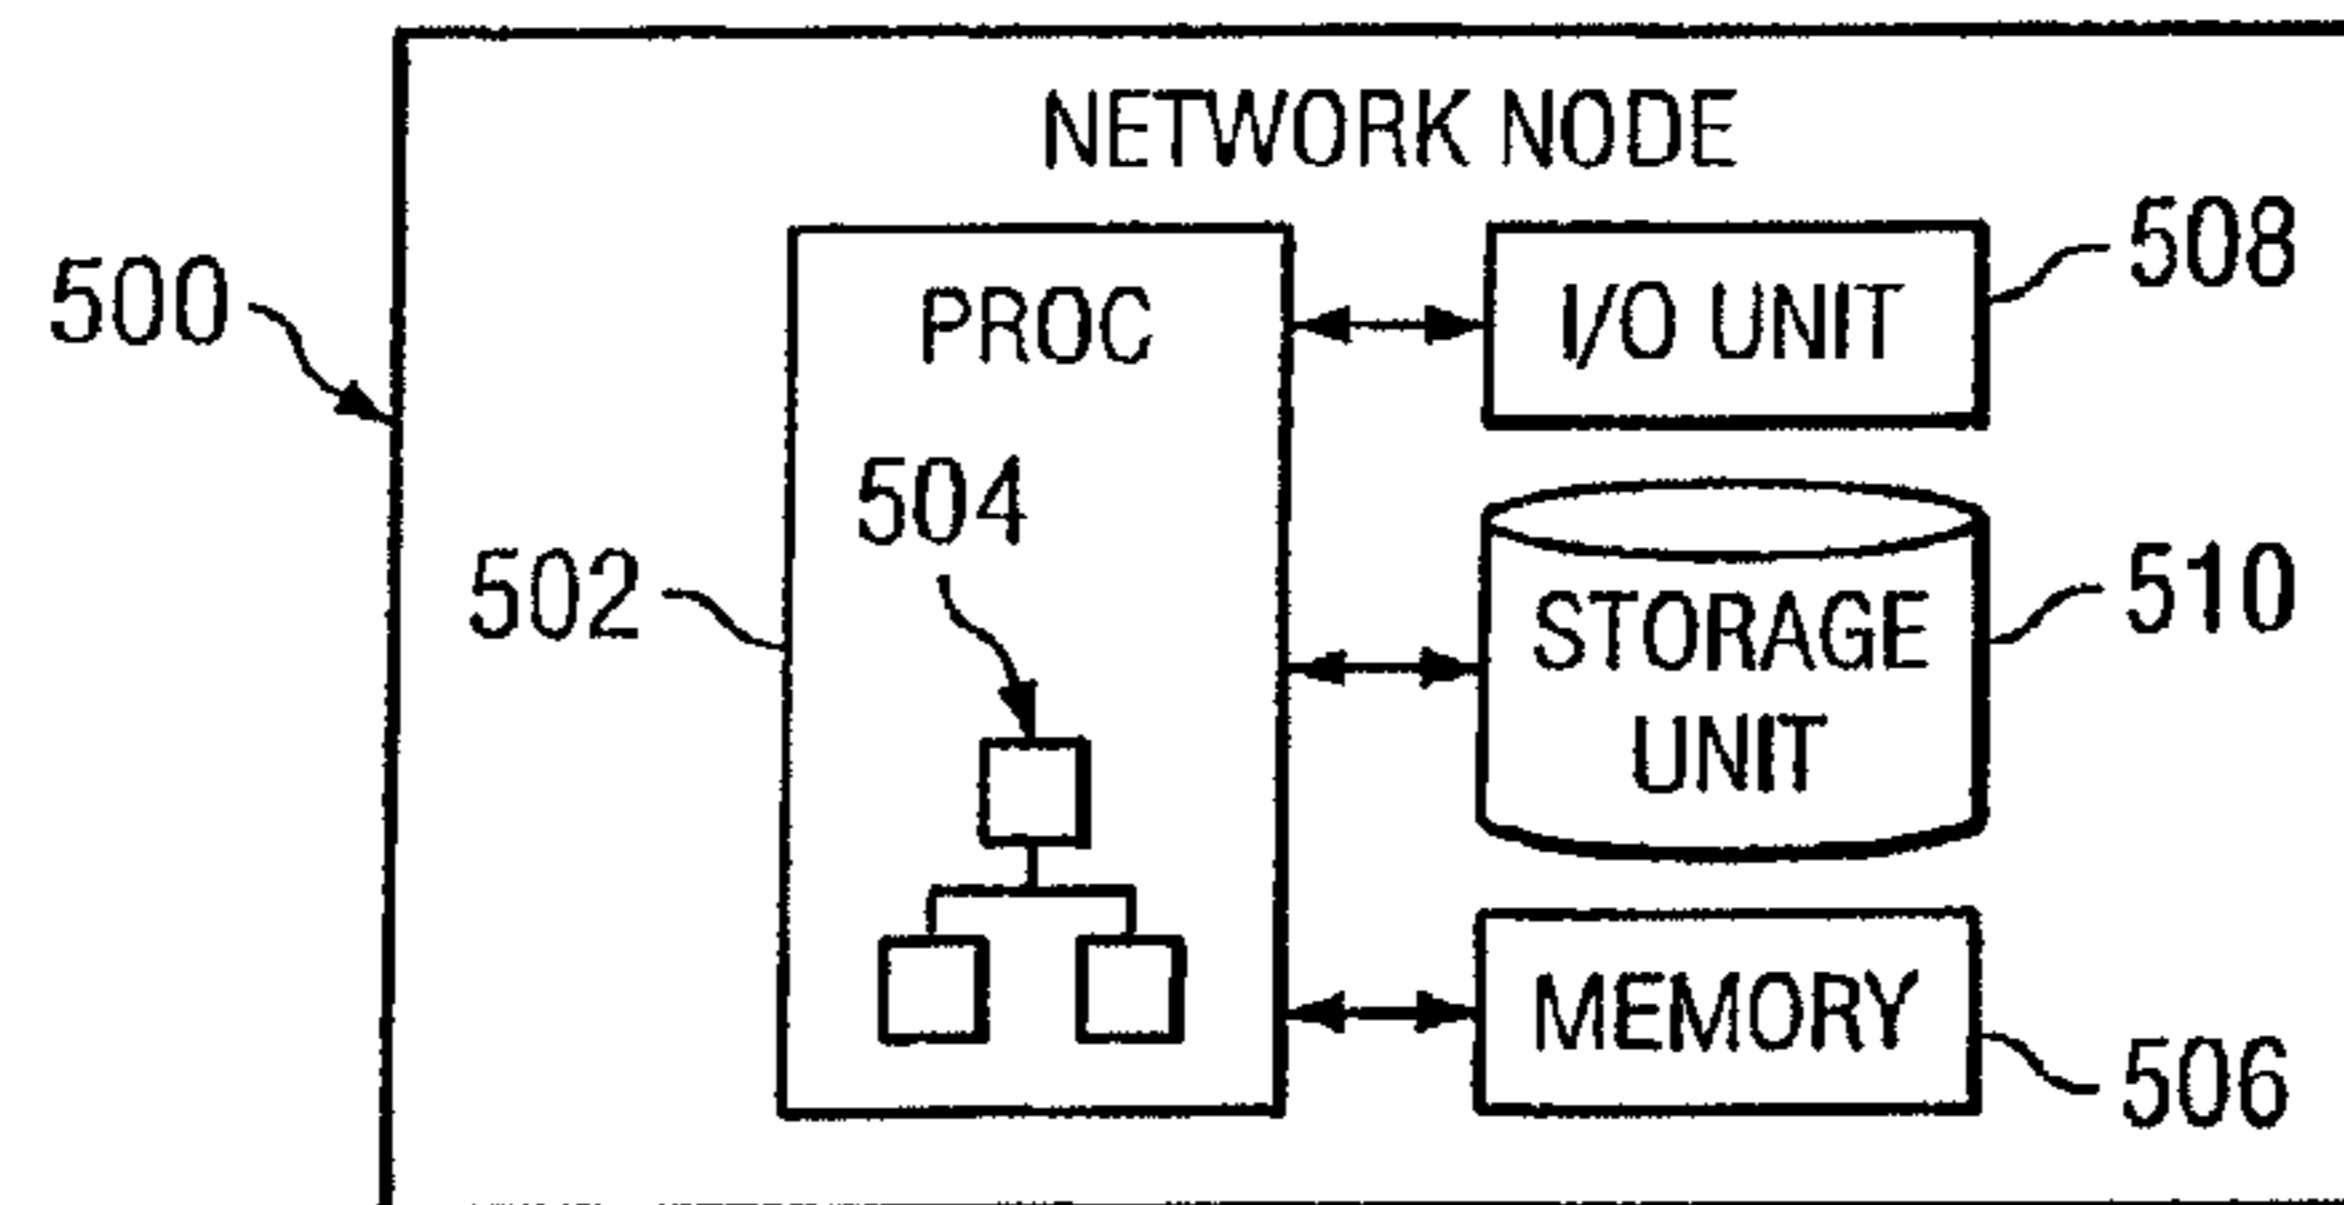 NETWORK NODE
500
502
PROC
504
I/O UNIT
508
STORAGE
UNIT
510
MEMORY
506